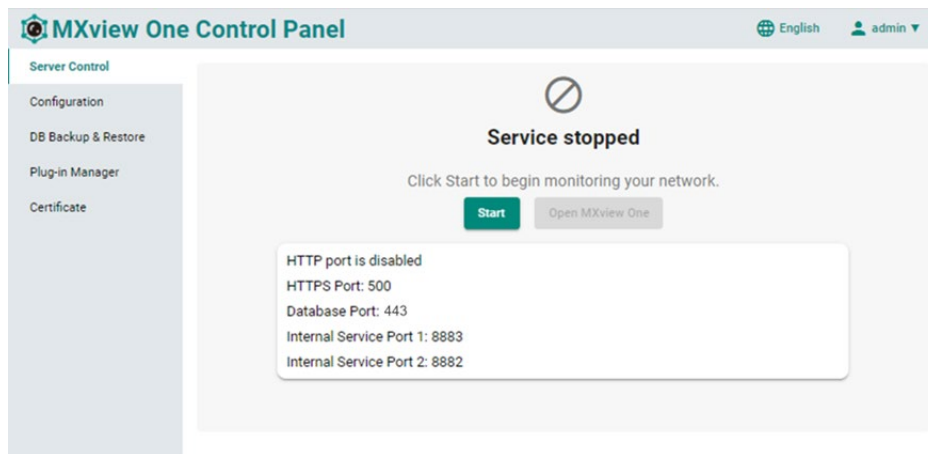 MXview One Control Panel
English
admin
Server Control
Configuration
DB Backup & Restore
Plug-in Manager
Certificate
Service stopped
Click Start to begin monitoring your network.
Start
Open MXview One
HTTP port is disabled
HTTPS Port: 500
Database Port: 443
Internal Service Port 1: 8883
Internal Service Port 2: 8882